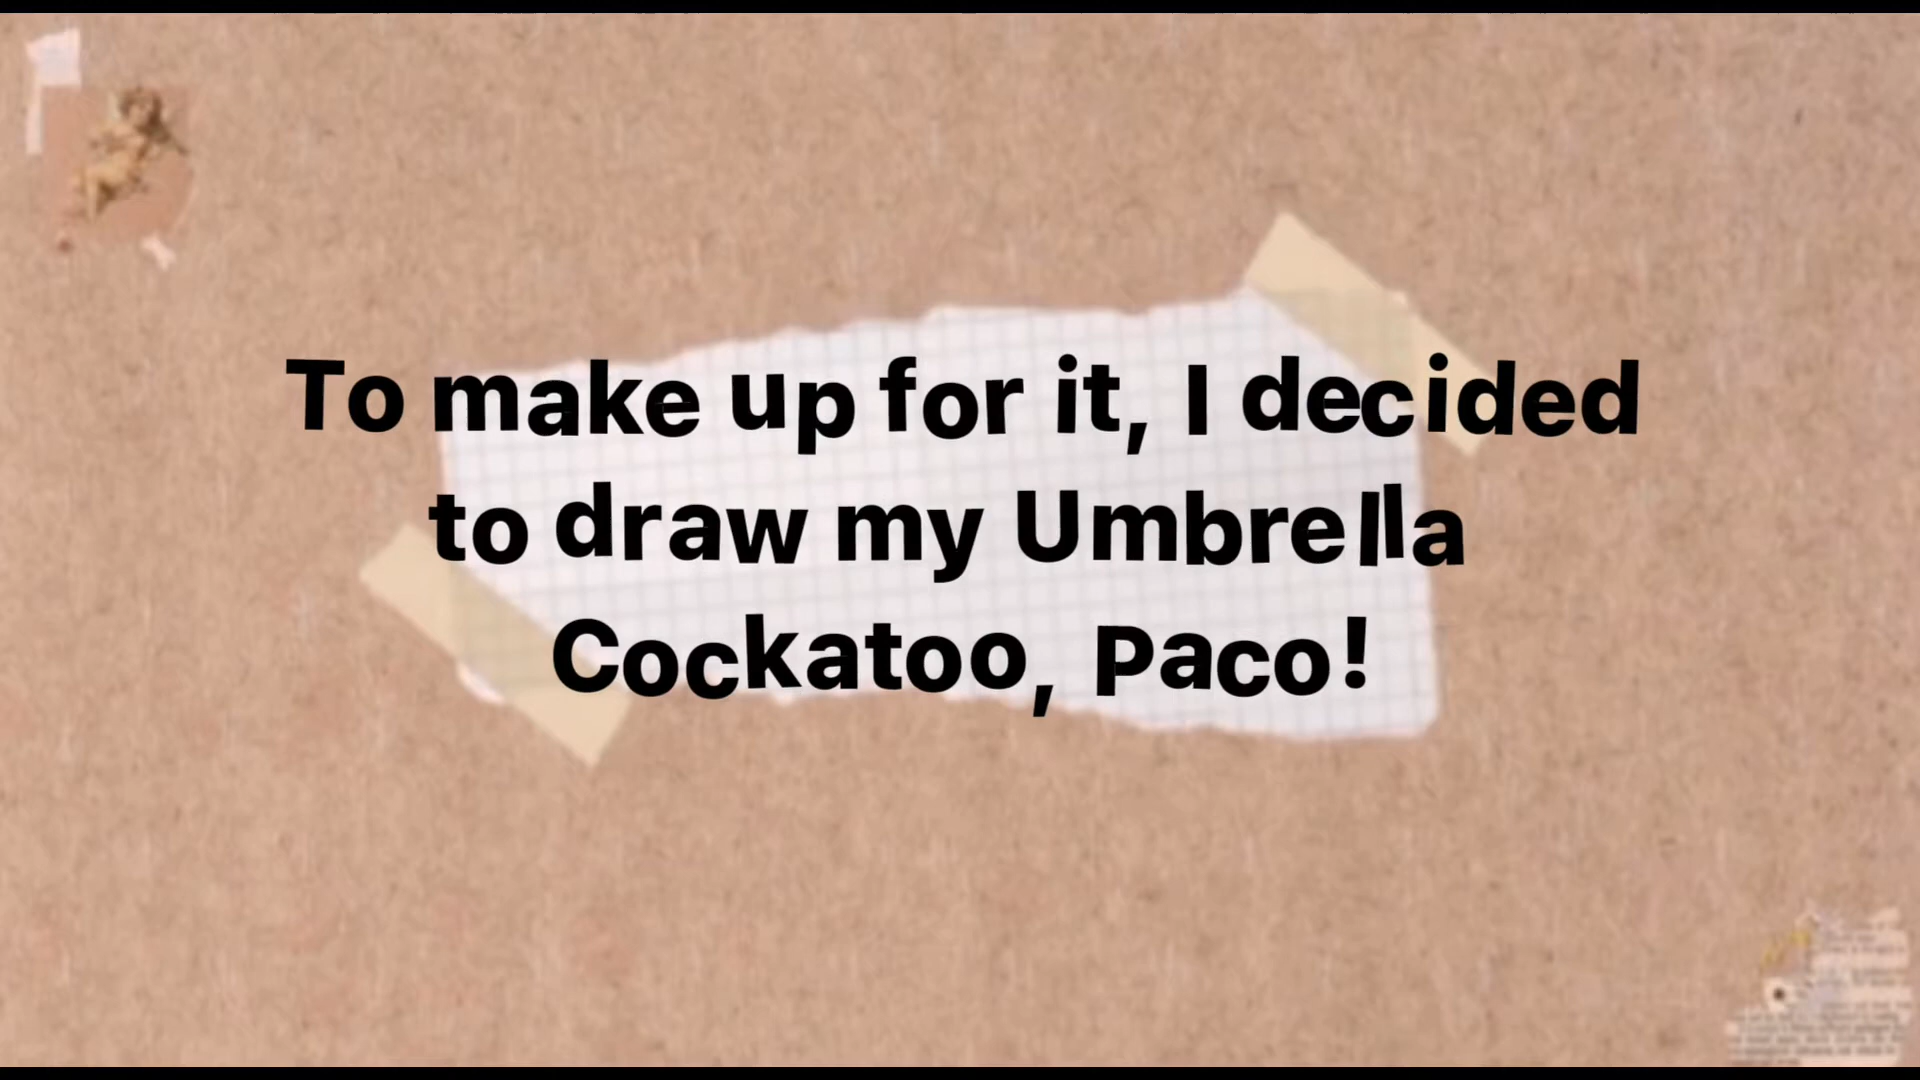 To make up for it, I decided
to draw my Umbrella
Cockatoo, Paco!